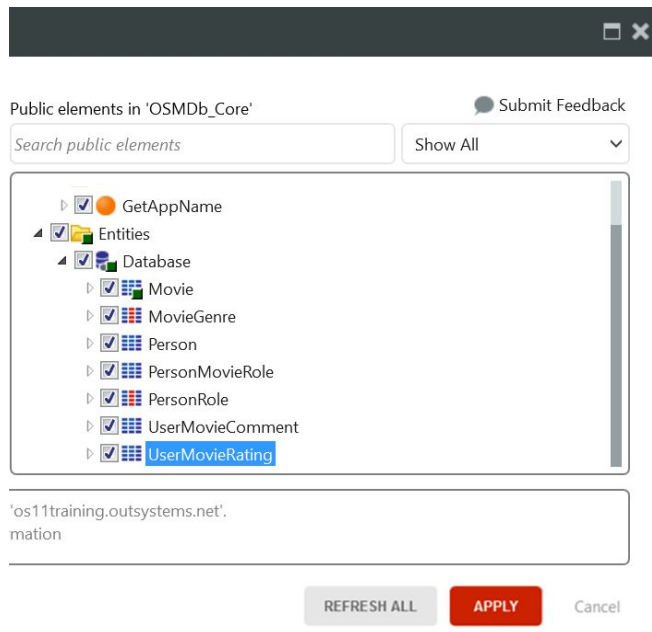 Public elements in 'OSMDb_Core'
Submit Feedback
Search public elements
Show All
GetAppName
Entities
Database
Movie
MovieGenre
Person
PersonMovieRole
PersonRole
UserMovieComment
UserMovieRating
'os11training.outsystems.net'.
mation
REFRESH ALL
APPLY
Cancel